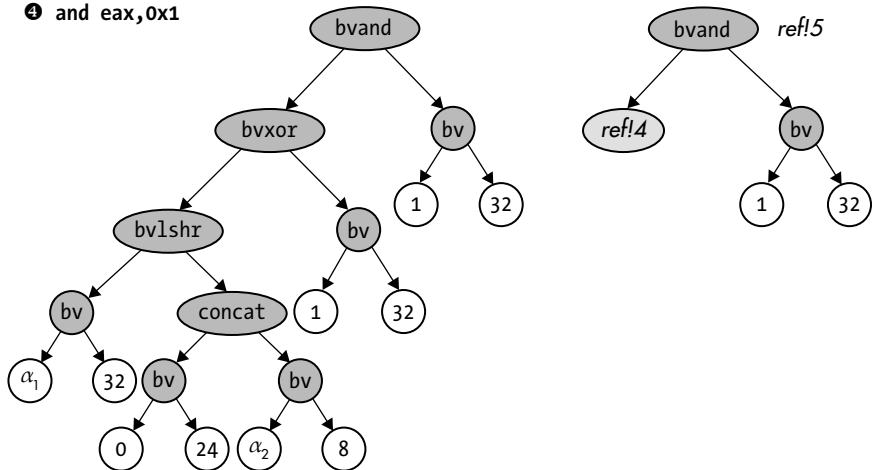 ❹ and eax,0x1
bvand
bvand ref!5
bvxor bv
ref!4 bv
1 32
1 32
bvlshr bv
bv concat 1 32
α1 32 bv bv
0 24 α2 8